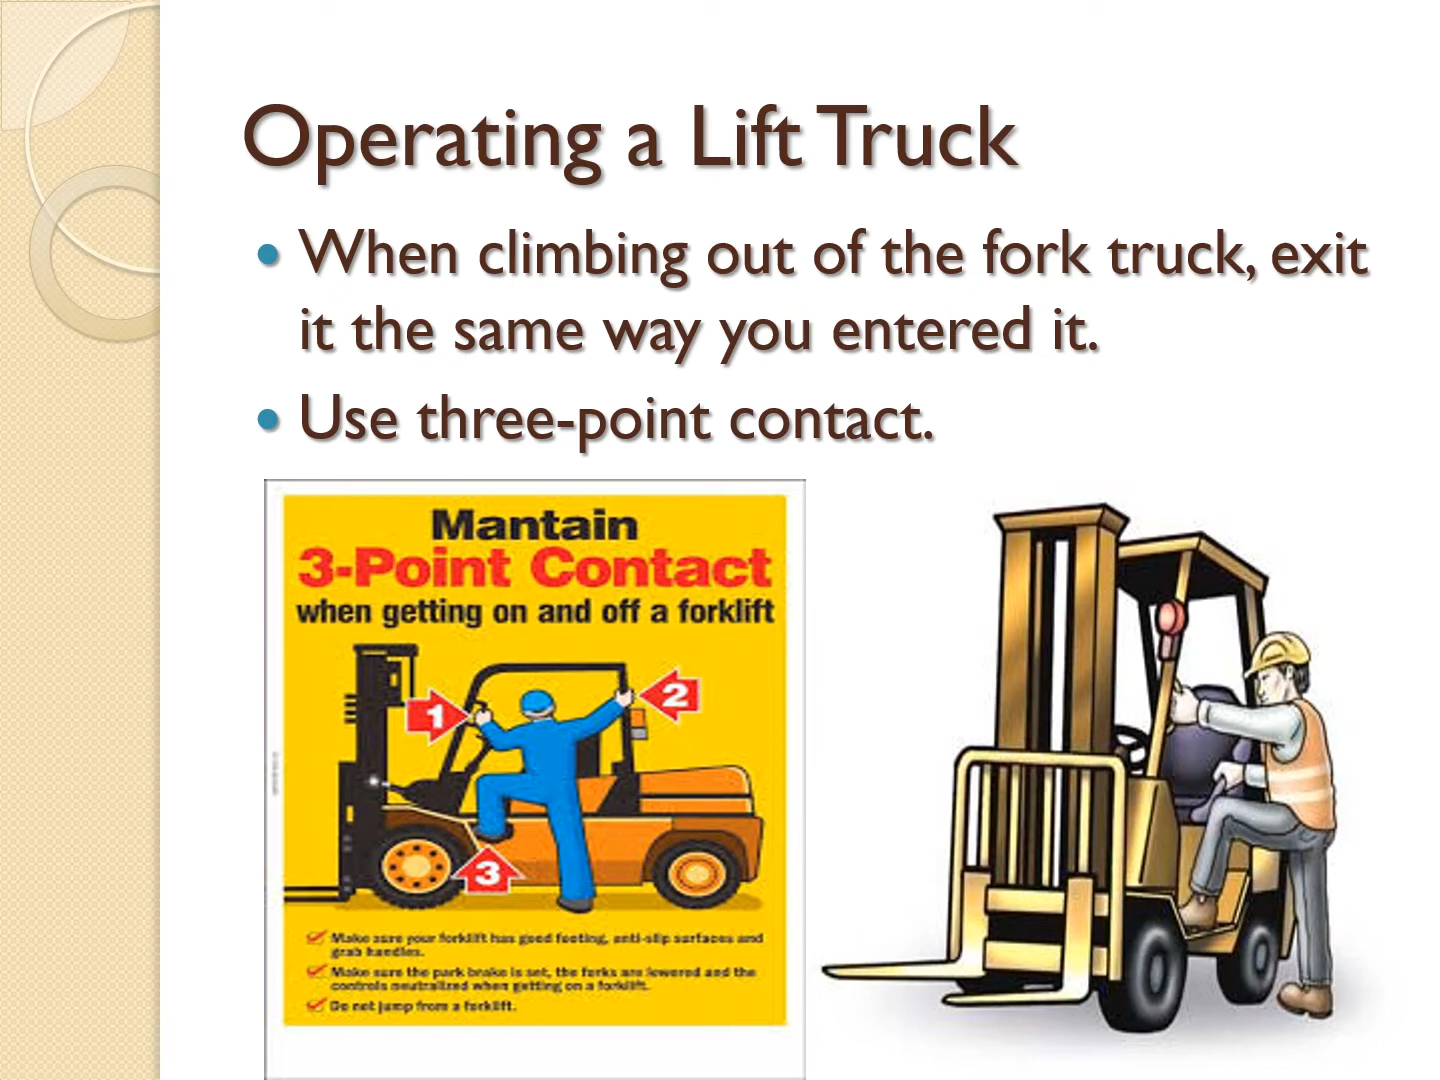 Operating a Lift Truck
• When climbing out of the fork truck, exit
it the same way you entered it.
• Use three-point contact.
Mantain
3-Point Contact
when getting on and off a forklift
1
2
3
Make sure your forklift has good footing, anti-slip surfaces and
grab handles.
Make sure the park brake is set, the forks are lowered and the
controls neutralized when getting on a forklift.
Do not jump from a forklift.